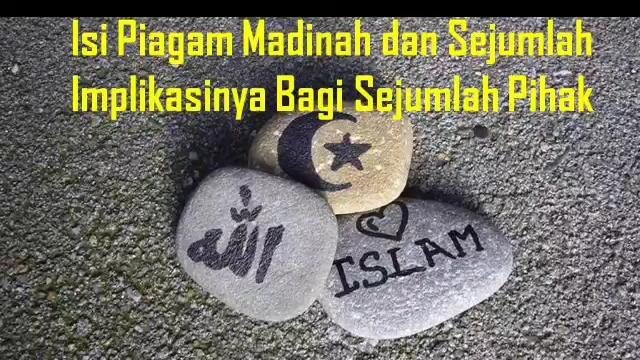 Isi Piagam Madinah dan Sejumlah
Implikasinya Bagi Sejumlah Pihak
الله
ISLAM